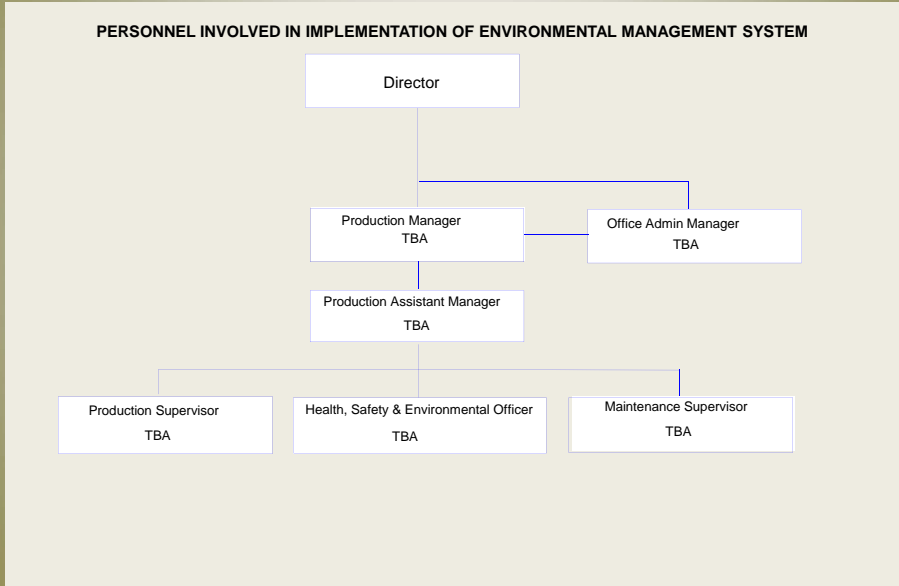 PERSONNEL INVOLVED IN IMPLEMENTATION OF ENVIRONMENTAL MANAGEMENT SYSTEM
Director
Production Manager
TBA
Office Admin Manager
TBA
Production Assistant Manager
TBA
Production Supervisor
TBA
Health, Safety & Environmental Officer
TBA
Maintenance Supervisor
TBA